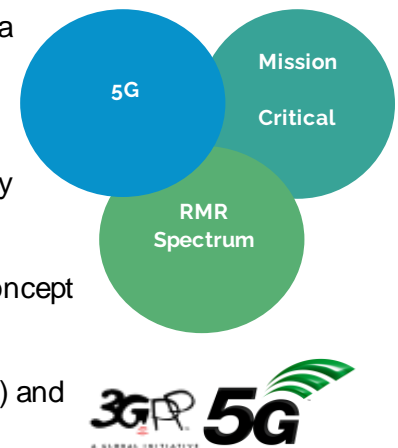 a
5G
Mission
Critical
y
RMR
Spectrum
oncept
) and
3GPP
A GLOBAL INITIATIVE
5G